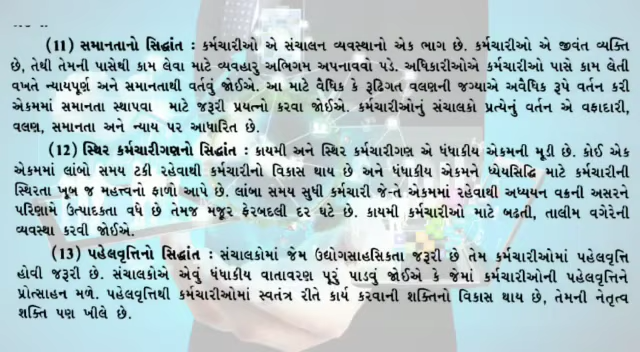 (11) સમાનતાનો સિદ્ધાંત : કર્મચારીઓ એ સંચાલન વ્યવસ્થાનો એક ભાગ છે. કર્મચારીઓ એ જીવંત વ્યક્તિ
છે, તેથી તેમની પાસેથી કામ લેવા માટે વ્યવહારુ અભિગમ અપનાવવો પડે. અધિકારીઓએ કર્મચારીઓ પાસે કામ લેતી
વખતે ન્યાયપૂર્ણ અને સમાનતાથી વર્તવું જોઈએ. આ માટે વૈધિક કે રૂઢિગત વલણની જગ્યાએ અવૈધિક રૂપે વર્તન કરી
એકમમાં સમાનતા સ્થાપવા માટે જરૂરી પ્રયત્નો કરવા જોઈએ. કર્મચારીઓનું સંચાલકો પ્રત્યેનું વર્તન એ વફાદારી,
વલણ, સમાનતા અને ન્યાય પર આધારિત છે.
(12) સ્થિર કર્મચારીગણનો સિદ્ધાંત : કાયમી અને સ્થિર કર્મચારીગણ એ ધંધાકીય એકમની મૂડી છે. કોઈ એક
એકમમાં લાંબો સમય ટકી રહેવાથી કર્મચારીનો વિકાસ થાય છે અને ધંધાકીય એકમને ધ્યેયસિદ્ધિ માટે કર્મચારીની
સ્થિરતા ખૂબ જ મહત્ત્વનો ફાળો આપે છે. લાંબા સમય સુધી કર્મચારી જે-તે એકમમાં રહેવાથી અધ્યયન વક્રની અસરને
પરિણામે ઉત્પાદકતા વધે છે તેમજ મજૂર ફેરબદલી દર ઘટે છે. કાયમી કર્મચારીઓ માટે બઢતી, તાલીમ વગેરેની
વ્યવસ્થા કરવી જોઈએ.
(13) પહેલવૃત્તિનો સિદ્ધાંત : સંચાલકોમાં જેમ ઉદ્યોગસાહસિકતા જરૂરી છે તેમ કર્મચારીઓમાં પહેલવૃત્તિ
હોવી જરૂરી છે. સંચાલકોએ એવું ધંધાકીય વાતાવરણ પૂરું પાડવું જોઈએ કે જેમાં કર્મચારીઓની પહેલવૃત્તિને
પ્રોત્સાહન મળે. પહેલવૃત્તિથી કર્મચારીઓમાં સ્વતંત્ર રીતે કાર્ય કરવાની શક્તિનો વિકાસ થાય છે, તેમની નેતૃત્વ
શક્તિ પણ ખીલે છે.